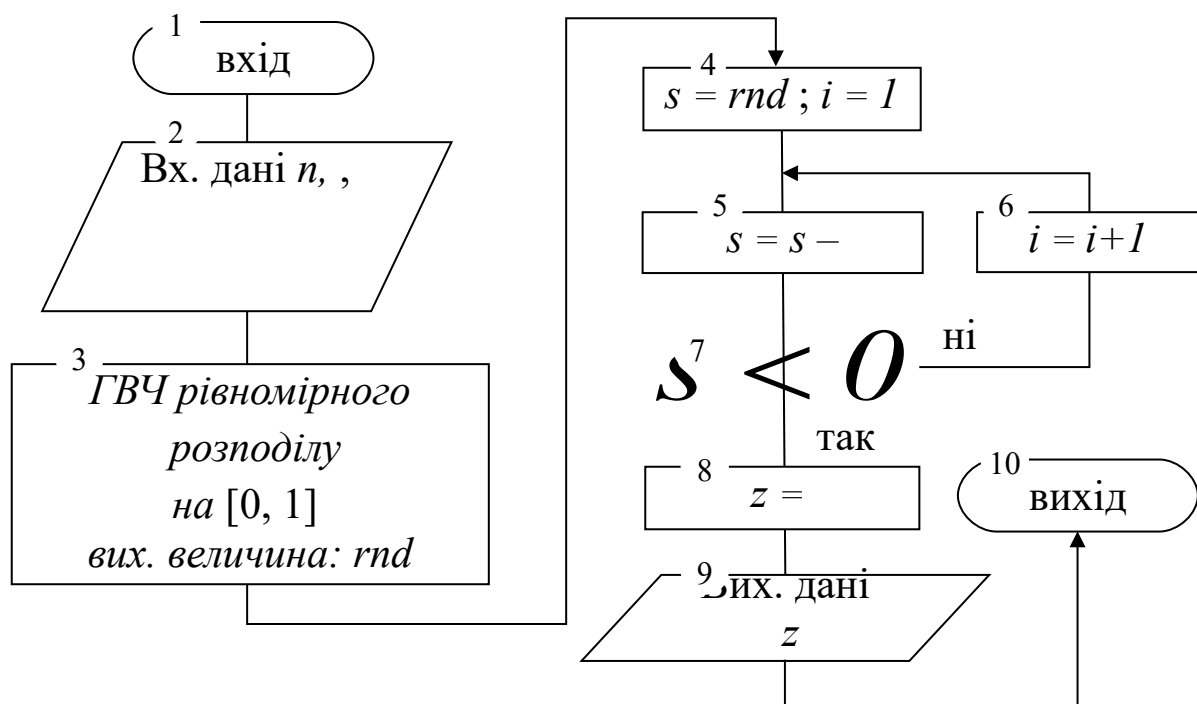 1
вхід
2
Вх. дані n, ,
3
ГВЧ рівномірного
розподілу
на [0, 1]
вих. величина: rnd
4
s = rnd ; i = 1
5
s = s –
6
i = i+1
7
s < 0
ні
так
8
z =
9
Вих. дані
z
10
вихід